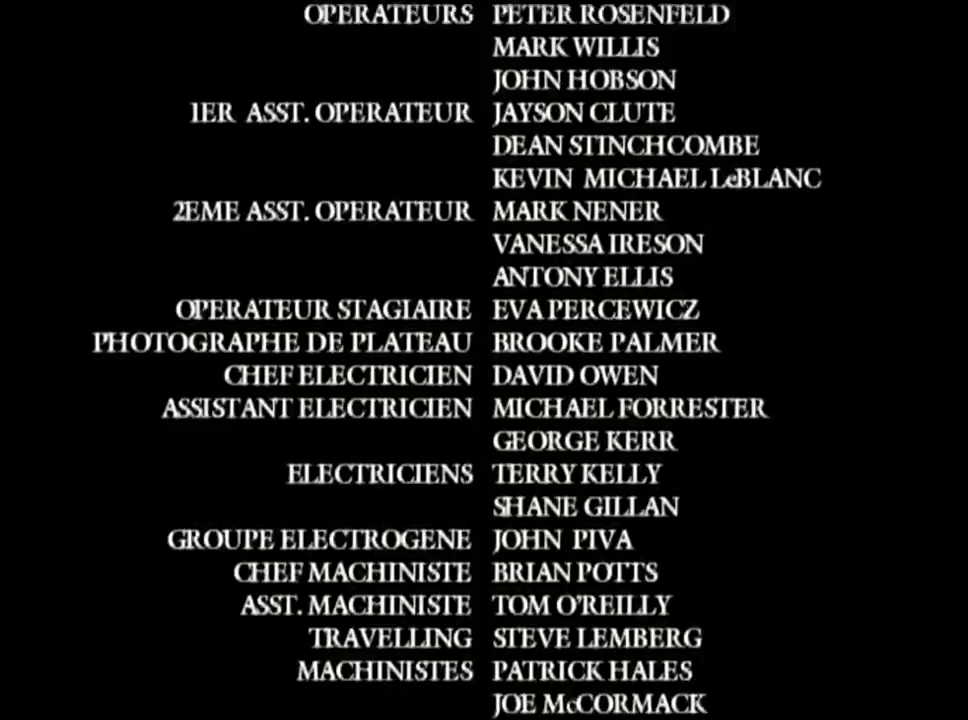 OPERATEURS PETER ROSENFELD
MARK WILLIS
JOHN HOBSON
1ER ASST. OPERATEUR JAYSON CLUTE
DEAN STINCHCOMBE
KEVIN MICHAEL LeBLANC
2EME ASST. OPERATEUR MARK NENER
VANESSA IRESON
ANTONY ELLIS
OPERATEUR STAGIAIRE EVA PERCEWICZ
PHOTOGRAPHE DE PLATEAU BROOKE PALMER
CHEF ELECTRICIEN DAVID OWEN
ASSISTANT ELECTRICIEN MICHAEL FORRESTER
GEORGE KERR
ELECTRICIENS TERRY KELLY
SHANE GILLAN
GROUPE ELECTROGENE JOHN PIVA
CHEF MACHINISTE BRIAN POTTS
ASST. MACHINISTE TOM O'REILLY
TRAVELLING STEVE LEMBERG
MACHINISTES PATRICK HALES
JOE McCORMACK